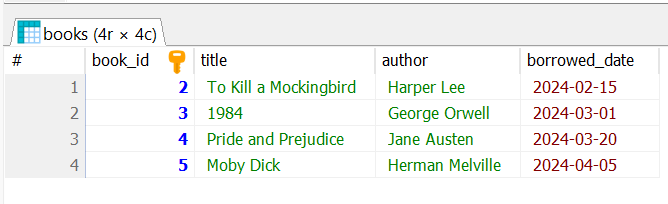 books (4r × 4c)
# book_id title author borrowed_date
1 2 To Kill a Mockingbird Harper Lee 2024-02-15
2 3 1984 George Orwell 2024-03-01
3 4 Pride and Prejudice Jane Austen 2024-03-20
4 5 Moby Dick Herman Melville 2024-04-05